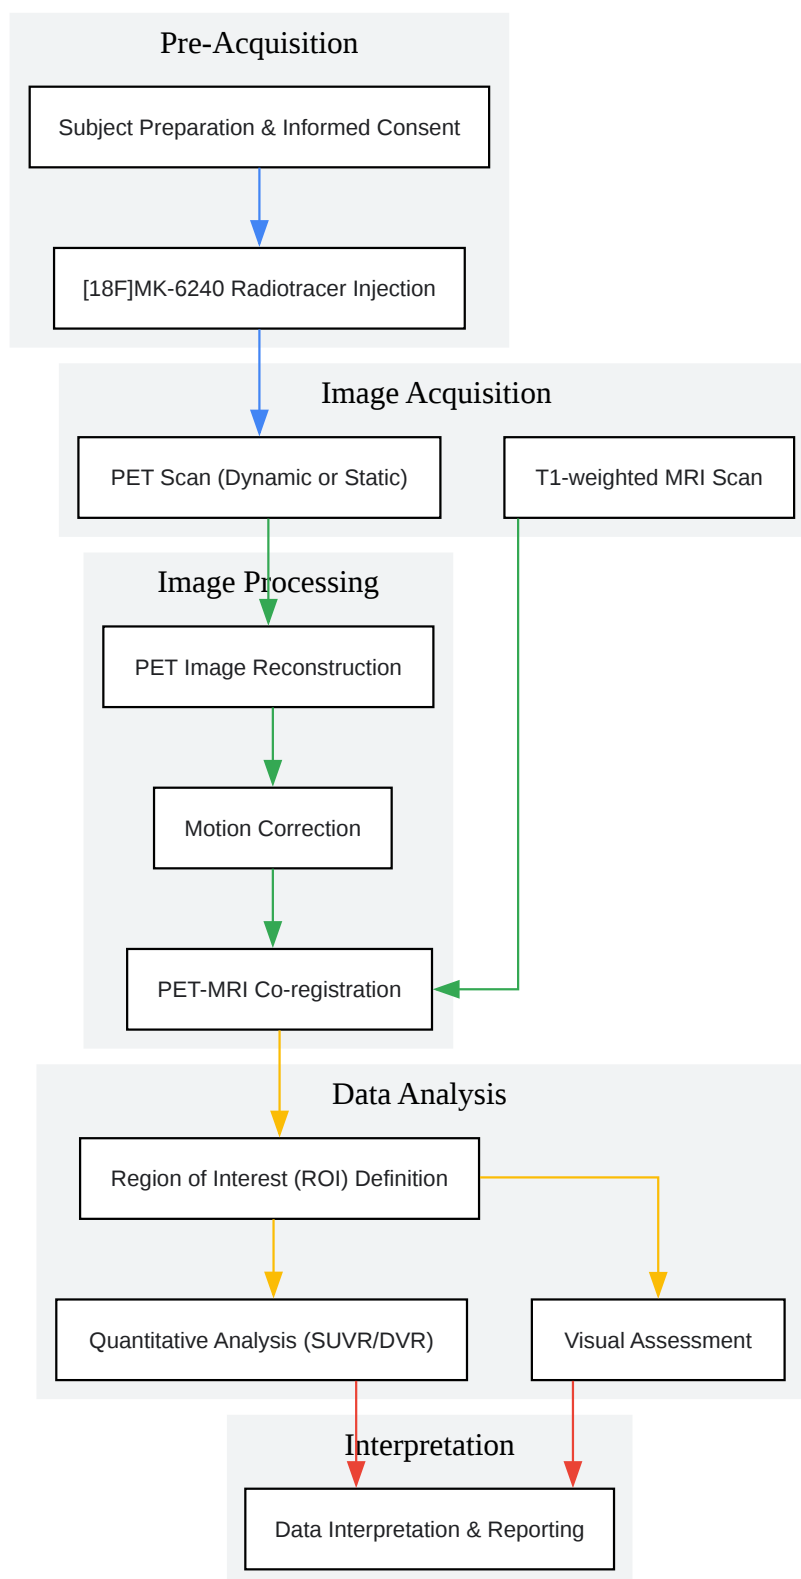 Pre-Acquisition
Subject Preparation & Informed Consent
[18F]MK-6240 Radiotracer Injection
Image Acquisition
PET Scan (Dynamic or Static)
T1-weighted MRI Scan
Image Processing
PET Image Reconstruction
Motion Correction
PET-MRI Co-registration
Data Analysis
Region of Interest (ROI) Definition
Quantitative Analysis (SUVR/DVR)
Visual Assessment
Interpretation
Data Interpretation & Reporting